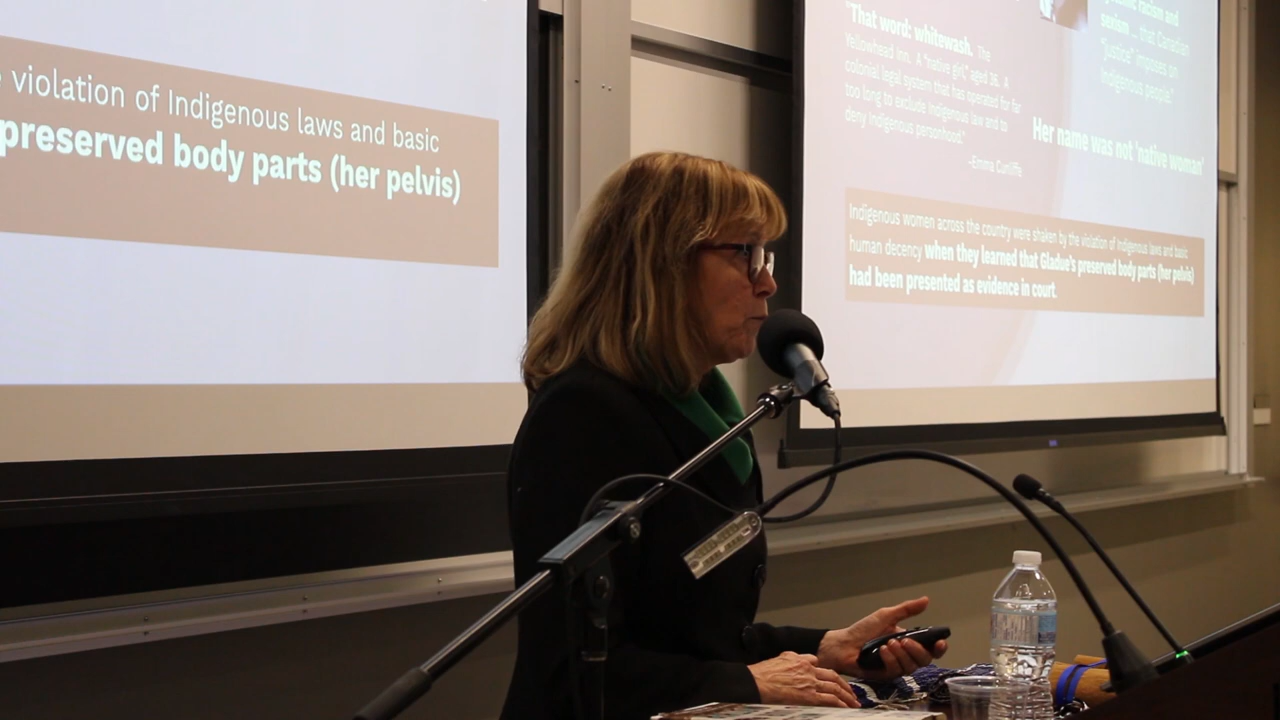 violation of Indigenous laws and basic
preserved body parts (her pelvis)
"That word: whitewash. The
Yellowhead Inn. A "native girl," aged 36. A
colonial legal system that has operated for far
too long to exclude Indigenous law and to
deny Indigenous personhood."
-Emma Cunliffe
racism and
sexism ... that Canadian
"justice" imposes on
Indigenous people."
Her name was not 'native woman'
Indigenous women across the country were shaken by the violation of Indigenous laws and basic
human decency when they learned that Gladue's preserved body parts (her pelvis)
had been presented as evidence in court.